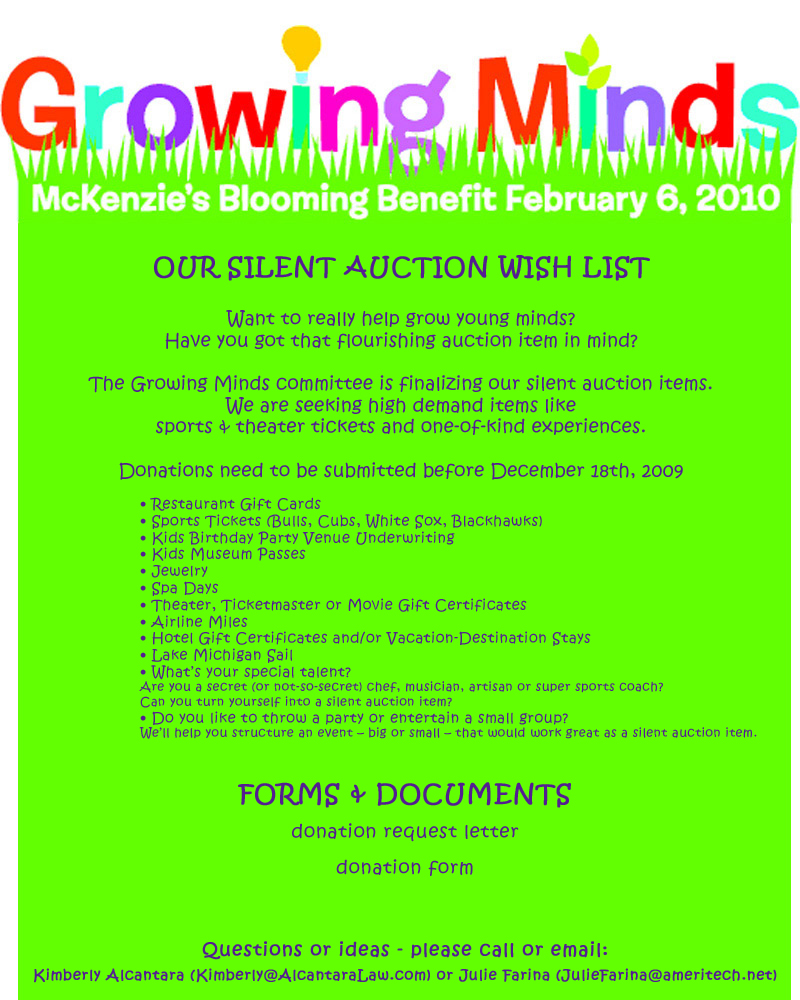 Growing Minds
McKenzie's Blooming Benefit February 6, 2010
OUR SILENT AUCTION WISH LIST
Want to really help grow young minds?
Have you got that flourishing auction item in mind?
The Growing Minds committee is finalizing our silent auction items.
We are seeking high demand items like
sports & theater tickets and one-of-kind experiences.
Donations need to be submitted before December 18th, 2009
• Restaurant Gift Cards
• Sports Tickets (Bulls, Cubs, White Sox, Blackhawks)
• Kids Birthday Party Venue Underwriting
• Kids Museum Passes
• Jewelry
• Spa Days
• Theater, Ticketmaster or Movie Gift Certificates
• Airline Miles
• Hotel Gift Certificates and/or Vacation-Destination Stays
• Lake Michigan Sail
• What's your special talent?
Are you a secret (or not-so-secret) chef, musician, artisan or super sports coach?
Can you turn yourself into a silent auction item?
• Do you like to throw a party or entertain a small group?
We'll help you structure an event – big or small – that would work great as a silent auction item.
FORMS & DOCUMENTS
donation request letter
donation form
Questions or ideas - please call or email:
Kimberly Alcantara (Kimberly@AlcantaraLaw.com) or Julie Farina (JulieFarina@ameritech.net)